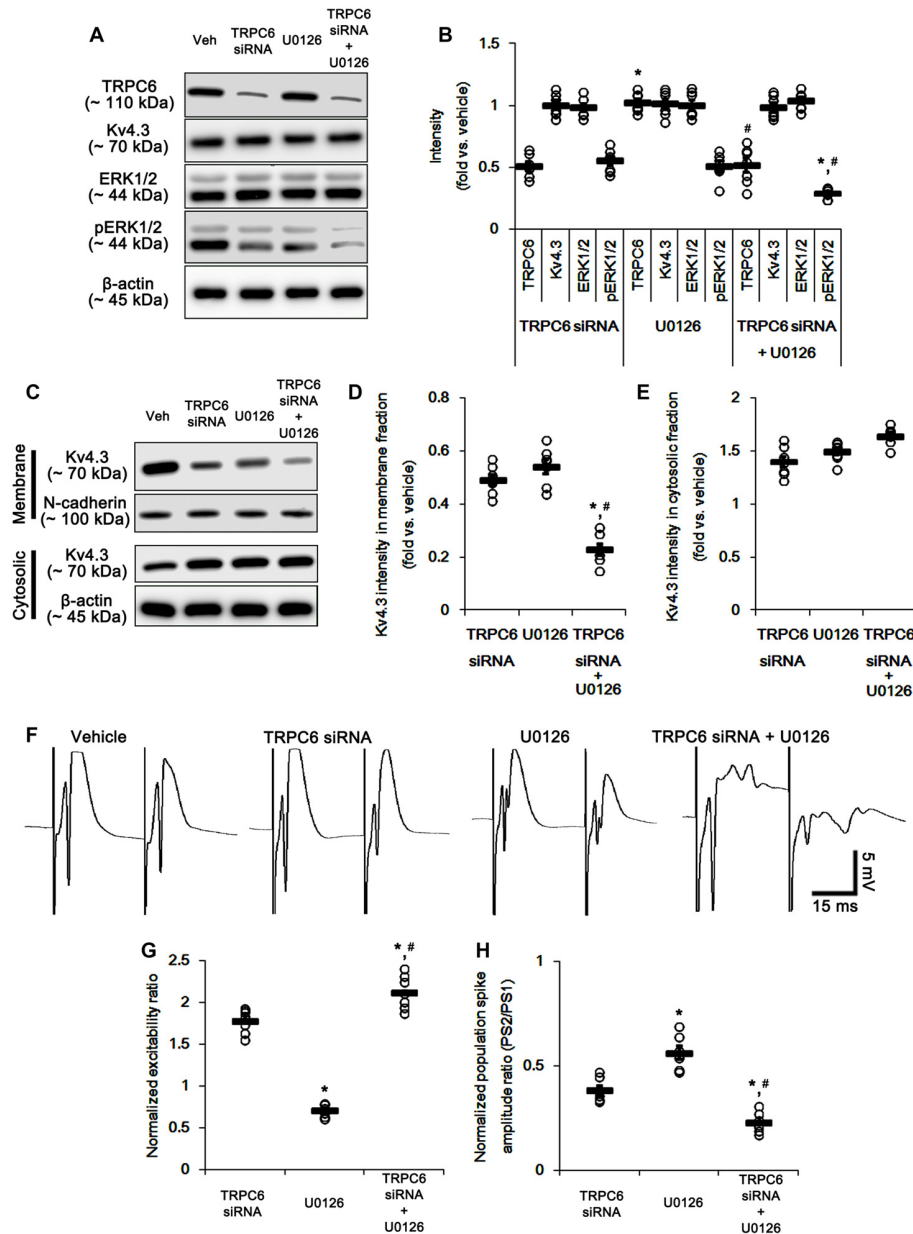 A
Veh
TRPC6
siRNA
U0126
TRPC6
siRNA
+
U0126
TRPC6
(~ 110 kDa)
Kv4.3
(~ 70 kDa)
ERK1/2
(~ 44 kDa)
pERK1/2
(~ 44 kDa)
β-actin
(~ 45 kDa)
B
Intensity
(fold vs. vehicle)
1.5
1
0.5
0
*
#
*, #
TRPC6
Kv4.3
ERK1/2
pERK1/2
TRPC6
Kv4.3
ERK1/2
pERK1/2
TRPC6
Kv4.3
ERK1/2
pERK1/2
TRPC6 siRNA
U0126
TRPC6 siRNA
+ U0126
C
Veh
TRPC6
siRNA
U0126
TRPC6
siRNA
+
U0126
Membrane
Kv4.3
(~ 70 kDa)
N-cadherin
(~ 100 kDa)
Cytosolic
Kv4.3
(~ 70 kDa)
β-actin
(~ 45 kDa)
D
Kv4.3 intensity in membrane fraction
(fold vs. vehicle)
0.8
0.6
0.4
0.2
0
*, #
TRPC6
siRNA
U0126
TRPC6
siRNA
+
U0126
E
Kv4.3 intensity in cytosolic fraction
(fold vs. vehicle)
2
1.5
1
0.5
0
TRPC6
siRNA
U0126
TRPC6
siRNA
+
U0126
F
Vehicle
TRPC6 siRNA
U0126
TRPC6 siRNA + U0126
5 mV
15 ms
G
Normalized excitability ratio
2.5
2
1.5
1
0.5
0
*
*, #
TRPC6
siRNA
U0126
TRPC6
siRNA
+
U0126
H
Normalized population spike
amplitude ratio (PS2/PS1)
1
0.5
0
*
*, #
TRPC6
siRNA
U0126
TRPC6
siRNA
+
U0126